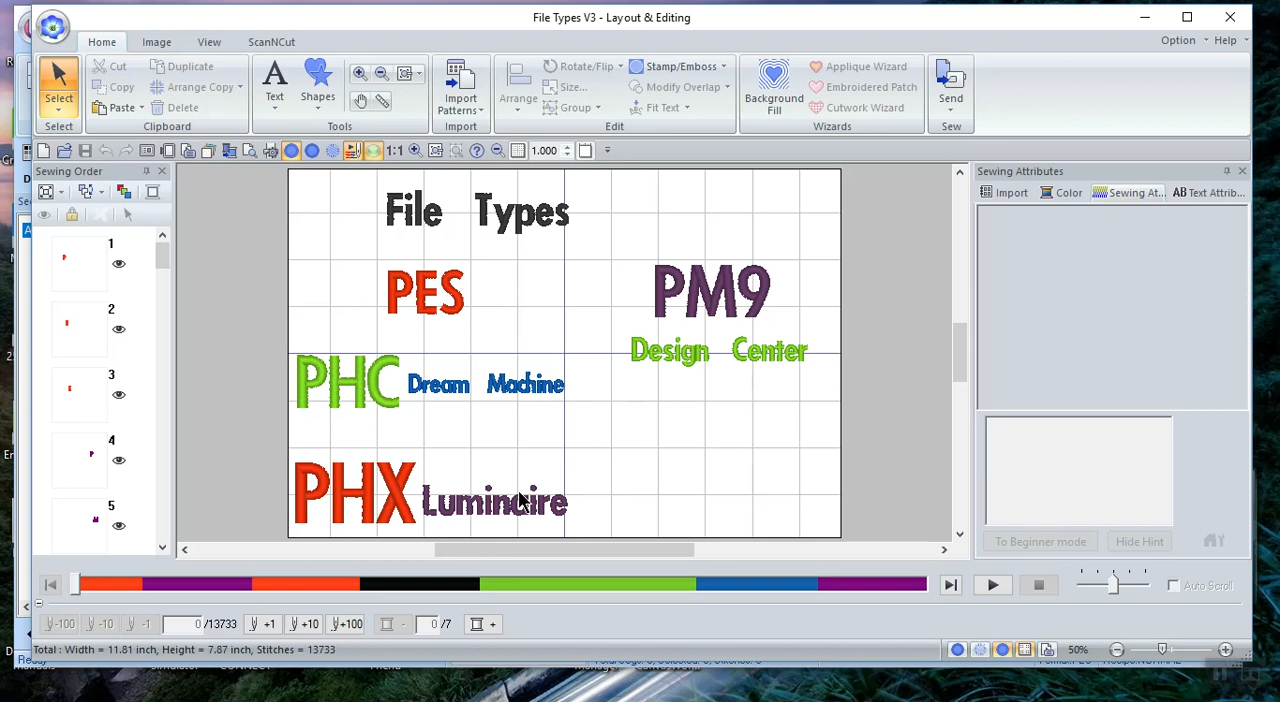 File Types V3 - Layout & Editing
Home Image View ScanNCut
Option Help
Select
Select
Cut
Copy
Paste
Duplicate
Arrange Copy
Delete
Clipboard
Text
Shapes
Tools
Import
Patterns
Import
Arrange
Rotate/Flip
Size...
Group
Stamp/Emboss
Modify Overlap
Fit Text
Edit
Background
Fill
Applique Wizard
Embroidered Patch
Cutwork Wizard
Wizards
Send
Sew
1:1
1.000
Sewing Order
1
2
3
4
5
File Types
PES
PM9
Design Center
PHC Dream Machine
PHX Luminaire
Sewing Attributes
Import Color Sewing At... Text Attrib...
To Beginner mode Hide Hint
Auto Scroll
-100 -10 -1 0 /13733 +1 +10 +100 - 0 /7 +
Total : Width = 11.81 inch, Height = 7.87 inch, Stitches = 13733
50%
Ready